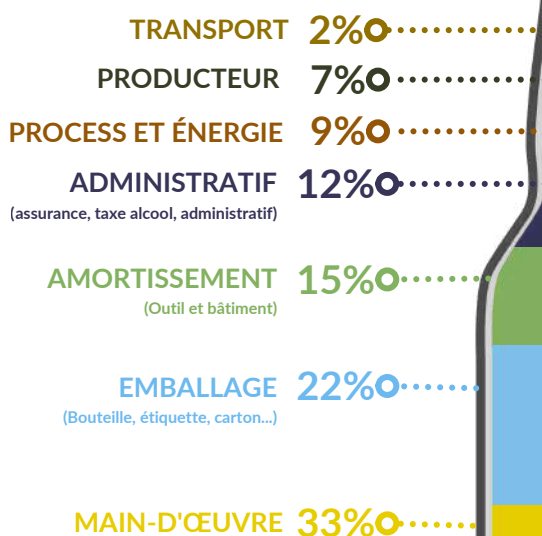 TRANSPORT 2%
PRODUCTEUR 7%
PROCESS ET ÉNERGIE 9%
ADMINISTRATIF 12%
(assurance, taxe alcool, administratif)
AMORTISSEMENT 15%
(Outil et bâtiment)
EMBALLAGE 22%
(Bouteille, étiquette, carton...)
MAIN-D'ŒUVRE 33%